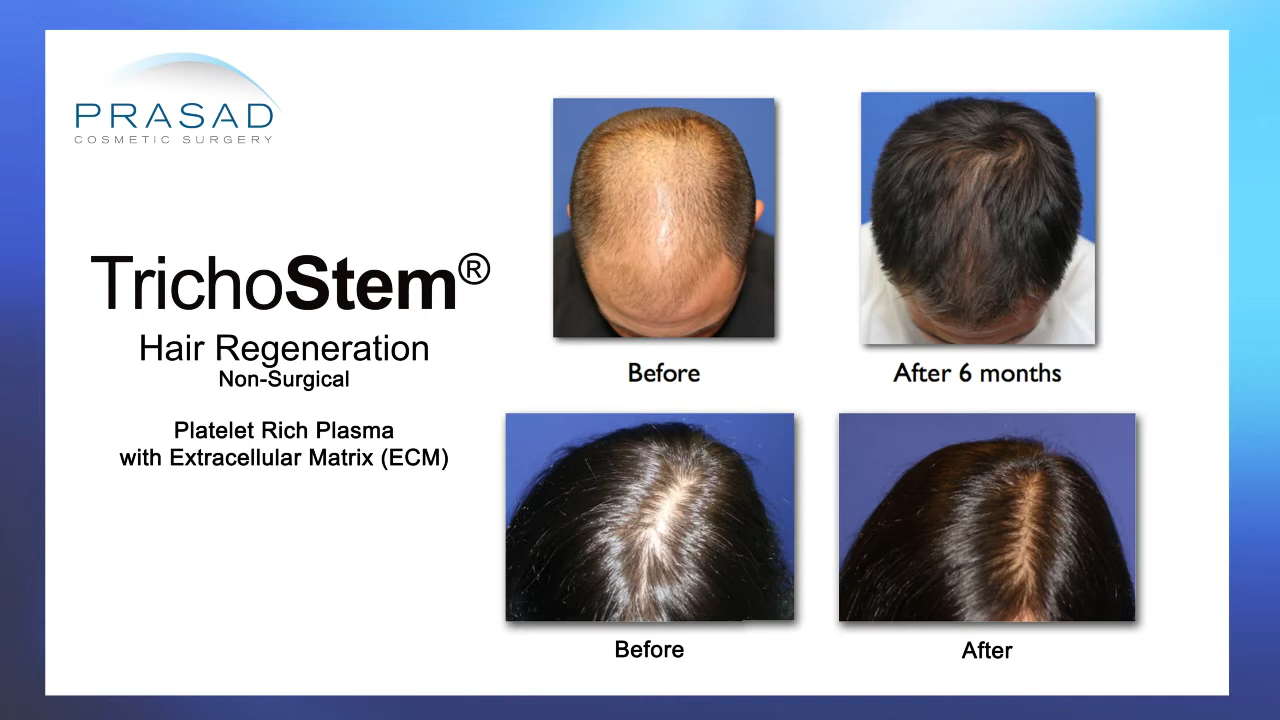 PRASAD
COSMETIC SURGERY
TrichoStem®
Hair Regeneration
Non-Surgical
Platelet Rich Plasma
with Extracellular Matrix (ECM)
Before
After 6 months
Before
After